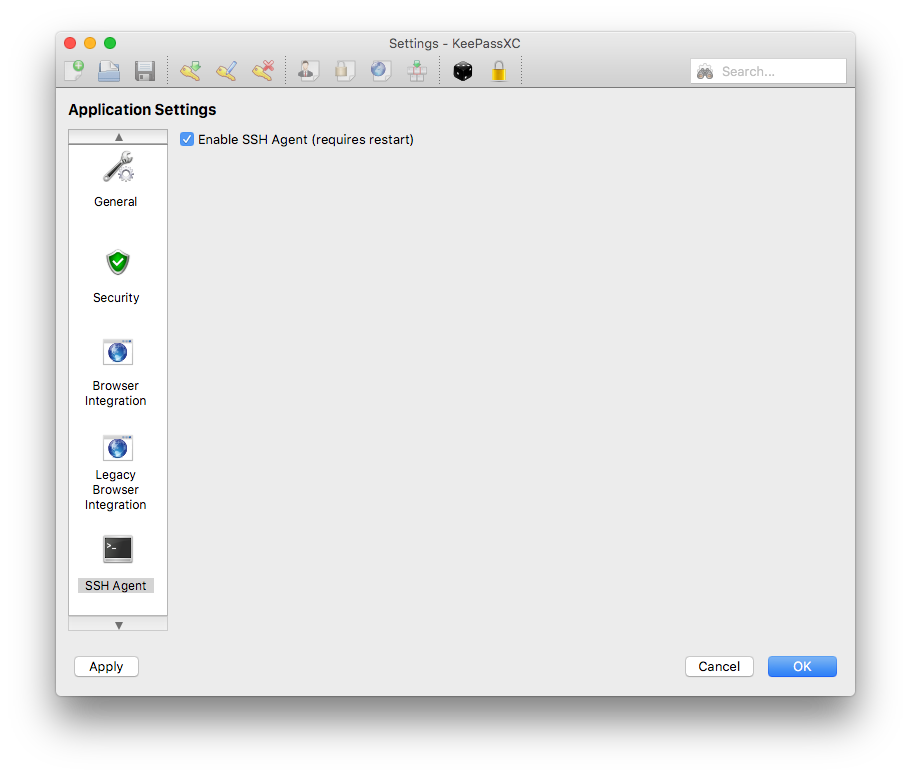 Settings - KeePassXC
Search...
Application Settings
Enable SSH Agent (requires restart)
General
Security
Browser
Integration
Legacy
Browser
Integration
>_
SSH Agent
Apply
Cancel
OK